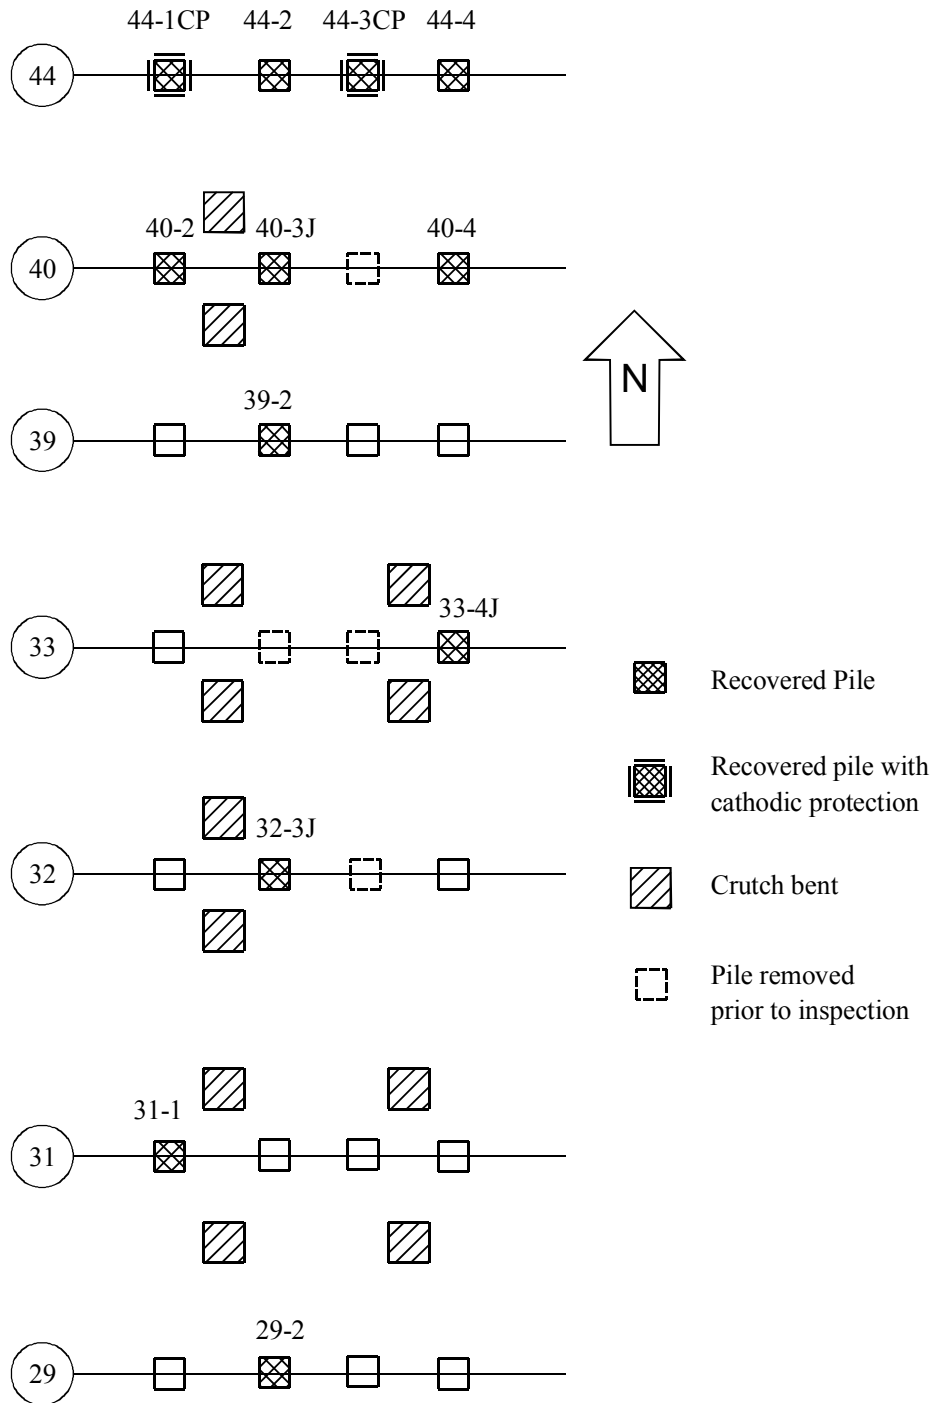 44-1CP 44-2 44-3CP 44-4
44
40-2 40-3J 40-4
40
N
39-2
39
33-4J
33
Recovered Pile
Recovered pile with
cathodic protection
32-3J
32
Crutch bent
Pile removed
prior to inspection
31-1
31
29-2
29